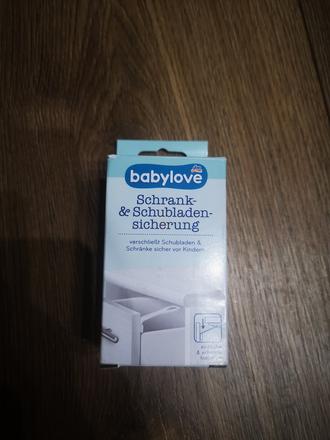 babylove
Schrank-
& Schubladen-
sicherung
verschließt Schubladen &
Schränke sicher vor Kindern